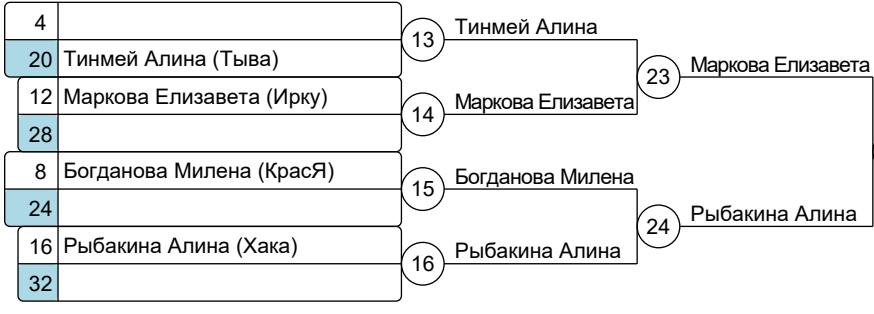 4
13
Тинмей Алина
20 Тинмей Алина (Тыва)
23
Маркова Елизавета
12 Маркова Елизавета (Ирку)
14
Маркова Елизавета
28
8 Богданова Милена (КрасЯ)
15
Богданова Милена
24
24
Рыбакина Алина
16 Рыбакина Алина (Хака)
16
Рыбакина Алина
32